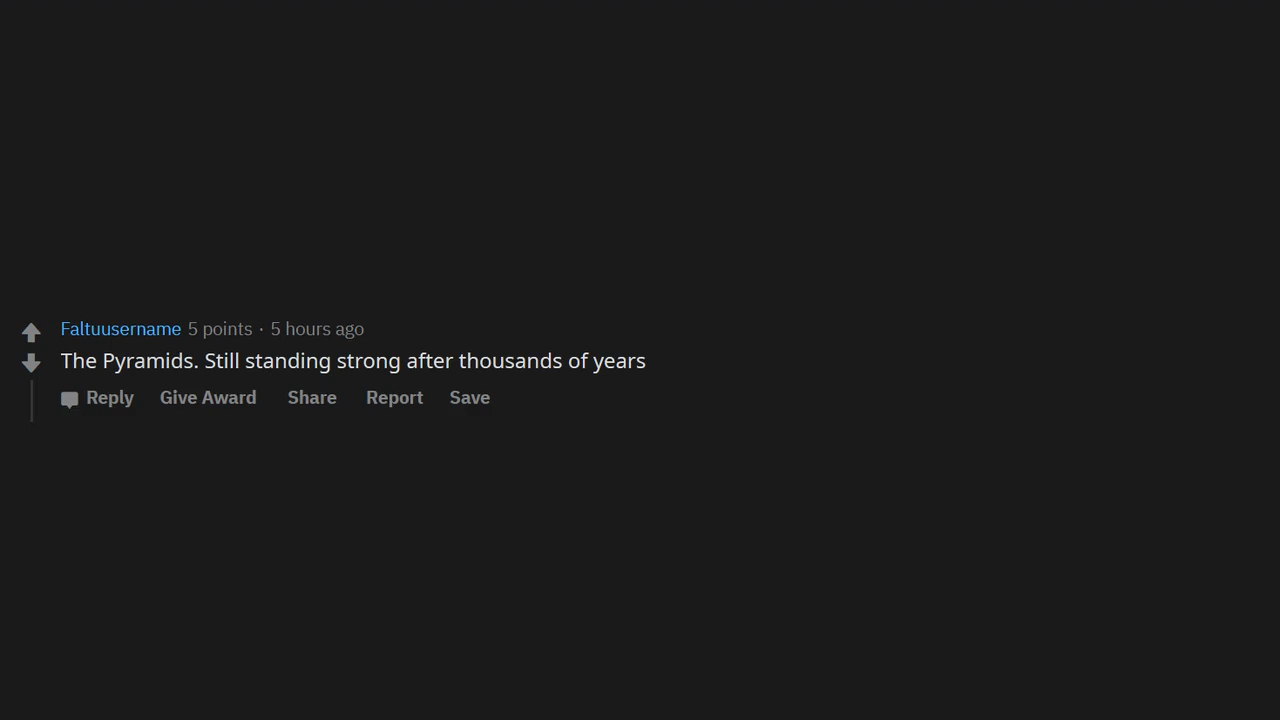 Faltuusername 5 points · 5 hours ago
The Pyramids. Still standing strong after thousands of years
Reply Give Award Share Report Save